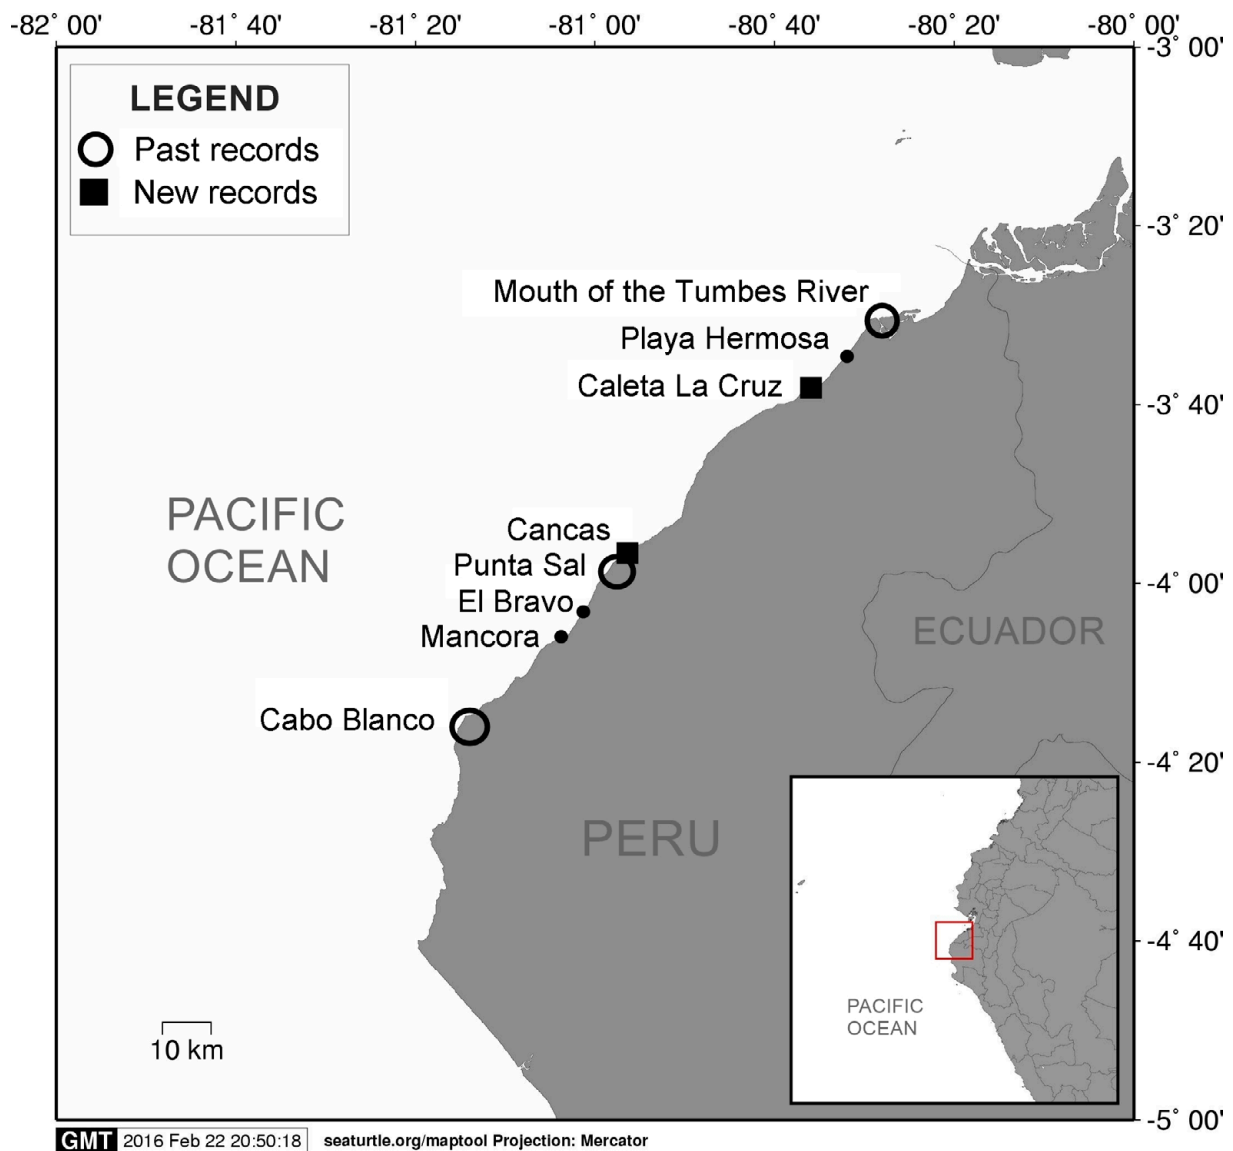 -82° 00'
-81° 40'
-81° 20'
-81° 00'
-80° 40'
-80° 20'
-80° 00'
-3° 00'
LEGEND
Past records
New records
-3° 20'
Mouth of the Tumbes River
Playa Hermosa
Caleta La Cruz
-3° 40'
PACIFIC
OCEAN
Cancas
Punta Sal
-4° 00'
El Bravo
ECUADOR
Mancora
Cabo Blanco
-4° 20'
PERU
-4° 40'
PACIFIC
OCEAN
10 km
-5° 00'
GMT 2016 Feb 22 20:50:18 seaturtle.org/maptool Projection: Mercator